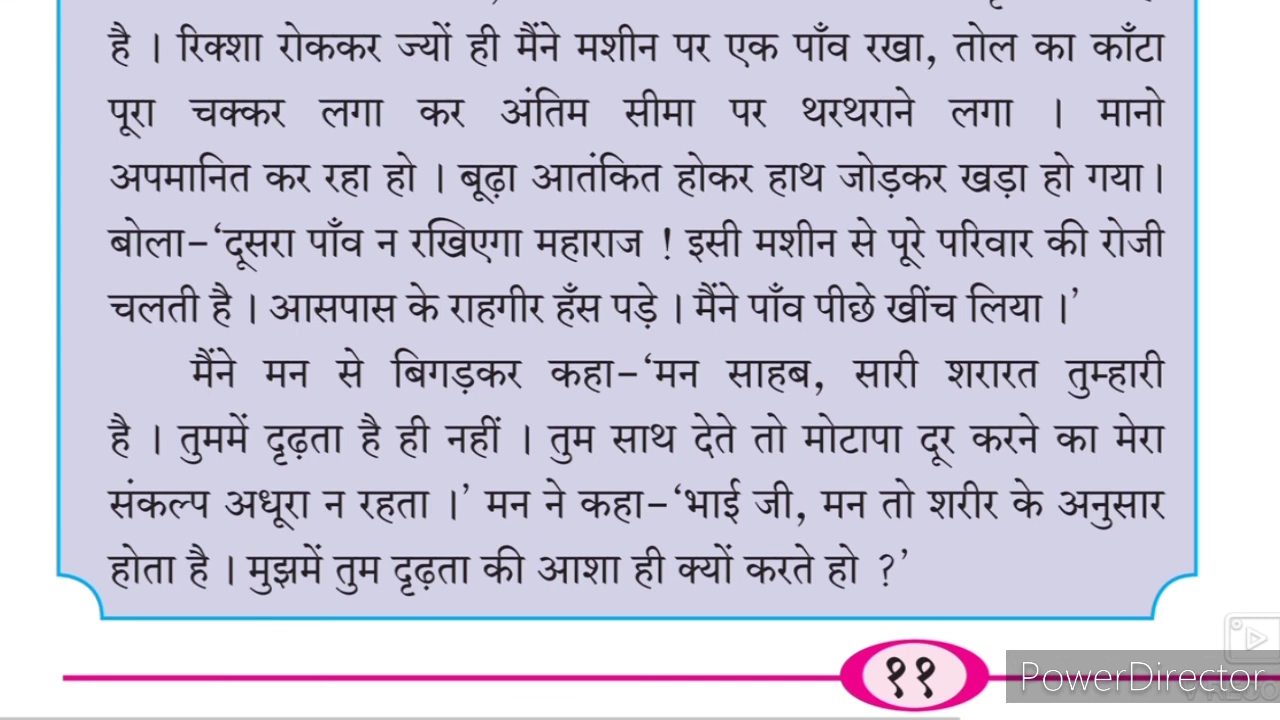 है । रिक्शा रोककर ज्यों ही मैंने मशीन पर एक पाँव रखा, तोल का काँटा
पूरा चक्कर लगा कर अंतिम सीमा पर थरथराने लगा । मानो
अपमानित कर रहा हो । बूढ़ा आतंकित होकर हाथ जोड़कर खड़ा हो गया।
बोला-‘दूसरा पाँव न रखिएगा महाराज ! इसी मशीन से पूरे परिवार की रोजी
चलती है । आसपास के राहगीर हँस पड़े । मैंने पाँव पीछे खींच लिया ।’
मैंने मन से बिगड़कर कहा-‘मन साहब, सारी शरारत तुम्हारी
है । तुममें दृढ़ता है ही नहीं । तुम साथ देते तो मोटापा दूर करने का मेरा
संकल्प अधूरा न रहता ।’ मन ने कहा-‘भाई जी, मन तो शरीर के अनुसार
होता है । मुझमें तुम दृढ़ता की आशा ही क्यों करते हो ?’
११
PowerDirector